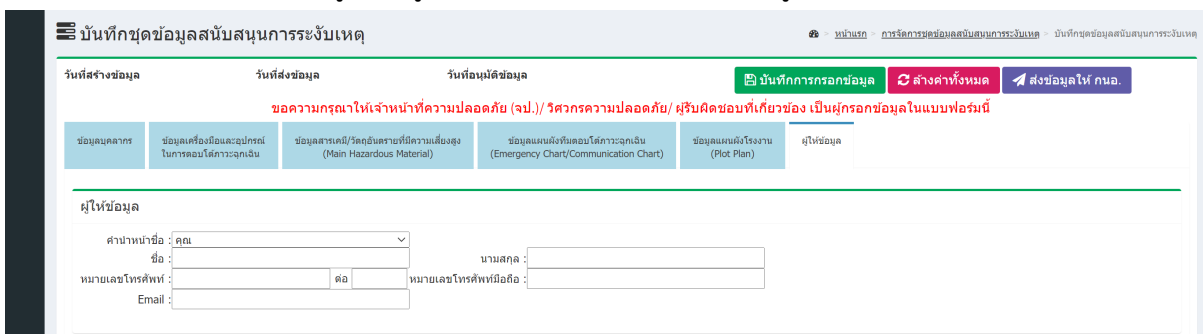 บันทึกชุดข้อมูลสนับสนุนการระงับเหตุ
> หน้าแรก > การจัดการชุดข้อมูลสนับสนุนการระงับเหตุ > บันทึกชุดข้อมูลสนับสนุนการระงับเหตุ
วันที่สร้างข้อมูล วันที่ส่งข้อมูล วันที่อนุมัติข้อมูล
บันทึกการกรอกข้อมูล ล้างค่าทั้งหมด ส่งข้อมูลให้ กนอ.
ขอความกรุณาให้เจ้าหน้าที่ความปลอดภัย (จป.)/ วิศวกรความปลอดภัย/ ผู้รับผิดชอบที่เกี่ยวข้อง เป็นผู้กรอกข้อมูลในแบบฟอร์มนี้
ข้อมูลบุคลากร
ข้อมูลเครื่องมือและอุปกรณ์
ในการตอบโต้ภาวะฉุกเฉิน
ข้อมูลสารเคมี/วัตถุอันตรายที่มีความเสี่ยงสูง
(Main Hazardous Material)
ข้อมูลแผนผังทีมตอบโต้ภาวะฉุกเฉิน
(Emergency Chart/Communication Chart)
ข้อมูลแผนผังโรงงาน
(Plot Plan)
ผู้ให้ข้อมูล
ผู้ให้ข้อมูล
คำนำหน้าชื่อ : คุณ
ชื่อ : นามสกุล :
หมายเลขโทรศัพท์ : ต่อ หมายเลขโทรศัพท์มือถือ :
Email :